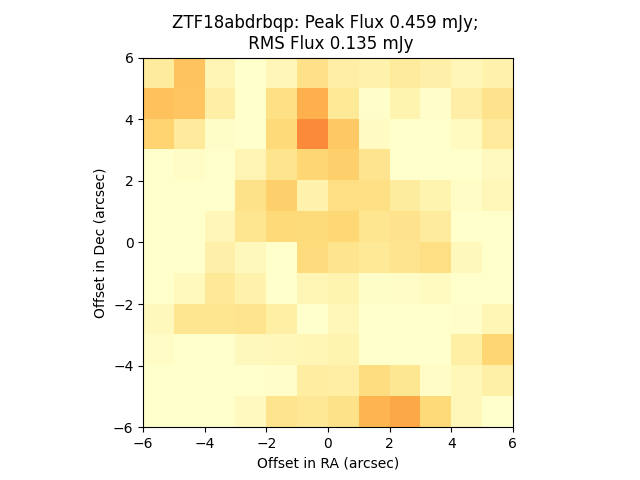 ZTF18abdrbqp: Peak Flux 0.459 mJy;
RMS Flux 0.135 mJy
6
4
2
0
−2
−4
−6
Offset in Dec (arcsec)
−6 −4 −2 0 2 4 6
Offset in RA (arcsec)